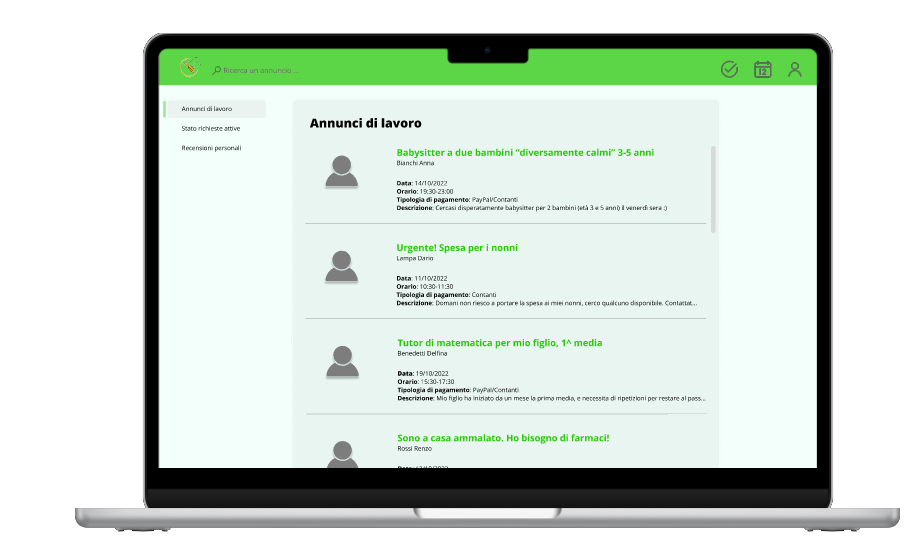 Ricerca un annuncio ...
12
Annunci di lavoro
Stato richieste attive
Recensioni personali
Annunci di lavoro
Babysitter a due bambini “diversamente calmi” 3-5 anni
Bianchi Anna
Data: 14/10/2022
Orario: 19:30-23:00
Tipologia di pagamento: PayPal/Contanti
Descrizione: Cercasi disperatamente babysitter per 2 bambini (età 3 e 5 anni) il venerdì sera :)
Urgente! Spesa per i nonni
Lampa Dario
Data: 11/10/2022
Orario: 10:30-11:30
Tipologia di pagamento: Contanti
Descrizione: Domani non riesco a portare la spesa ai miei nonni, cerco qualcuno disponibile. Contattat...
Tutor di matematica per mio figlio, 1^ media
Benedetti Delfina
Data: 19/10/2022
Orario: 15:30-17:30
Tipologia di pagamento: PayPal/Contanti
Descrizione: Mio figlio ha iniziato da un mese la prima media, e necessita di ripetizioni per restare al pass...
Sono a casa ammalato. Ho bisogno di farmaci!
Rossi Renzo